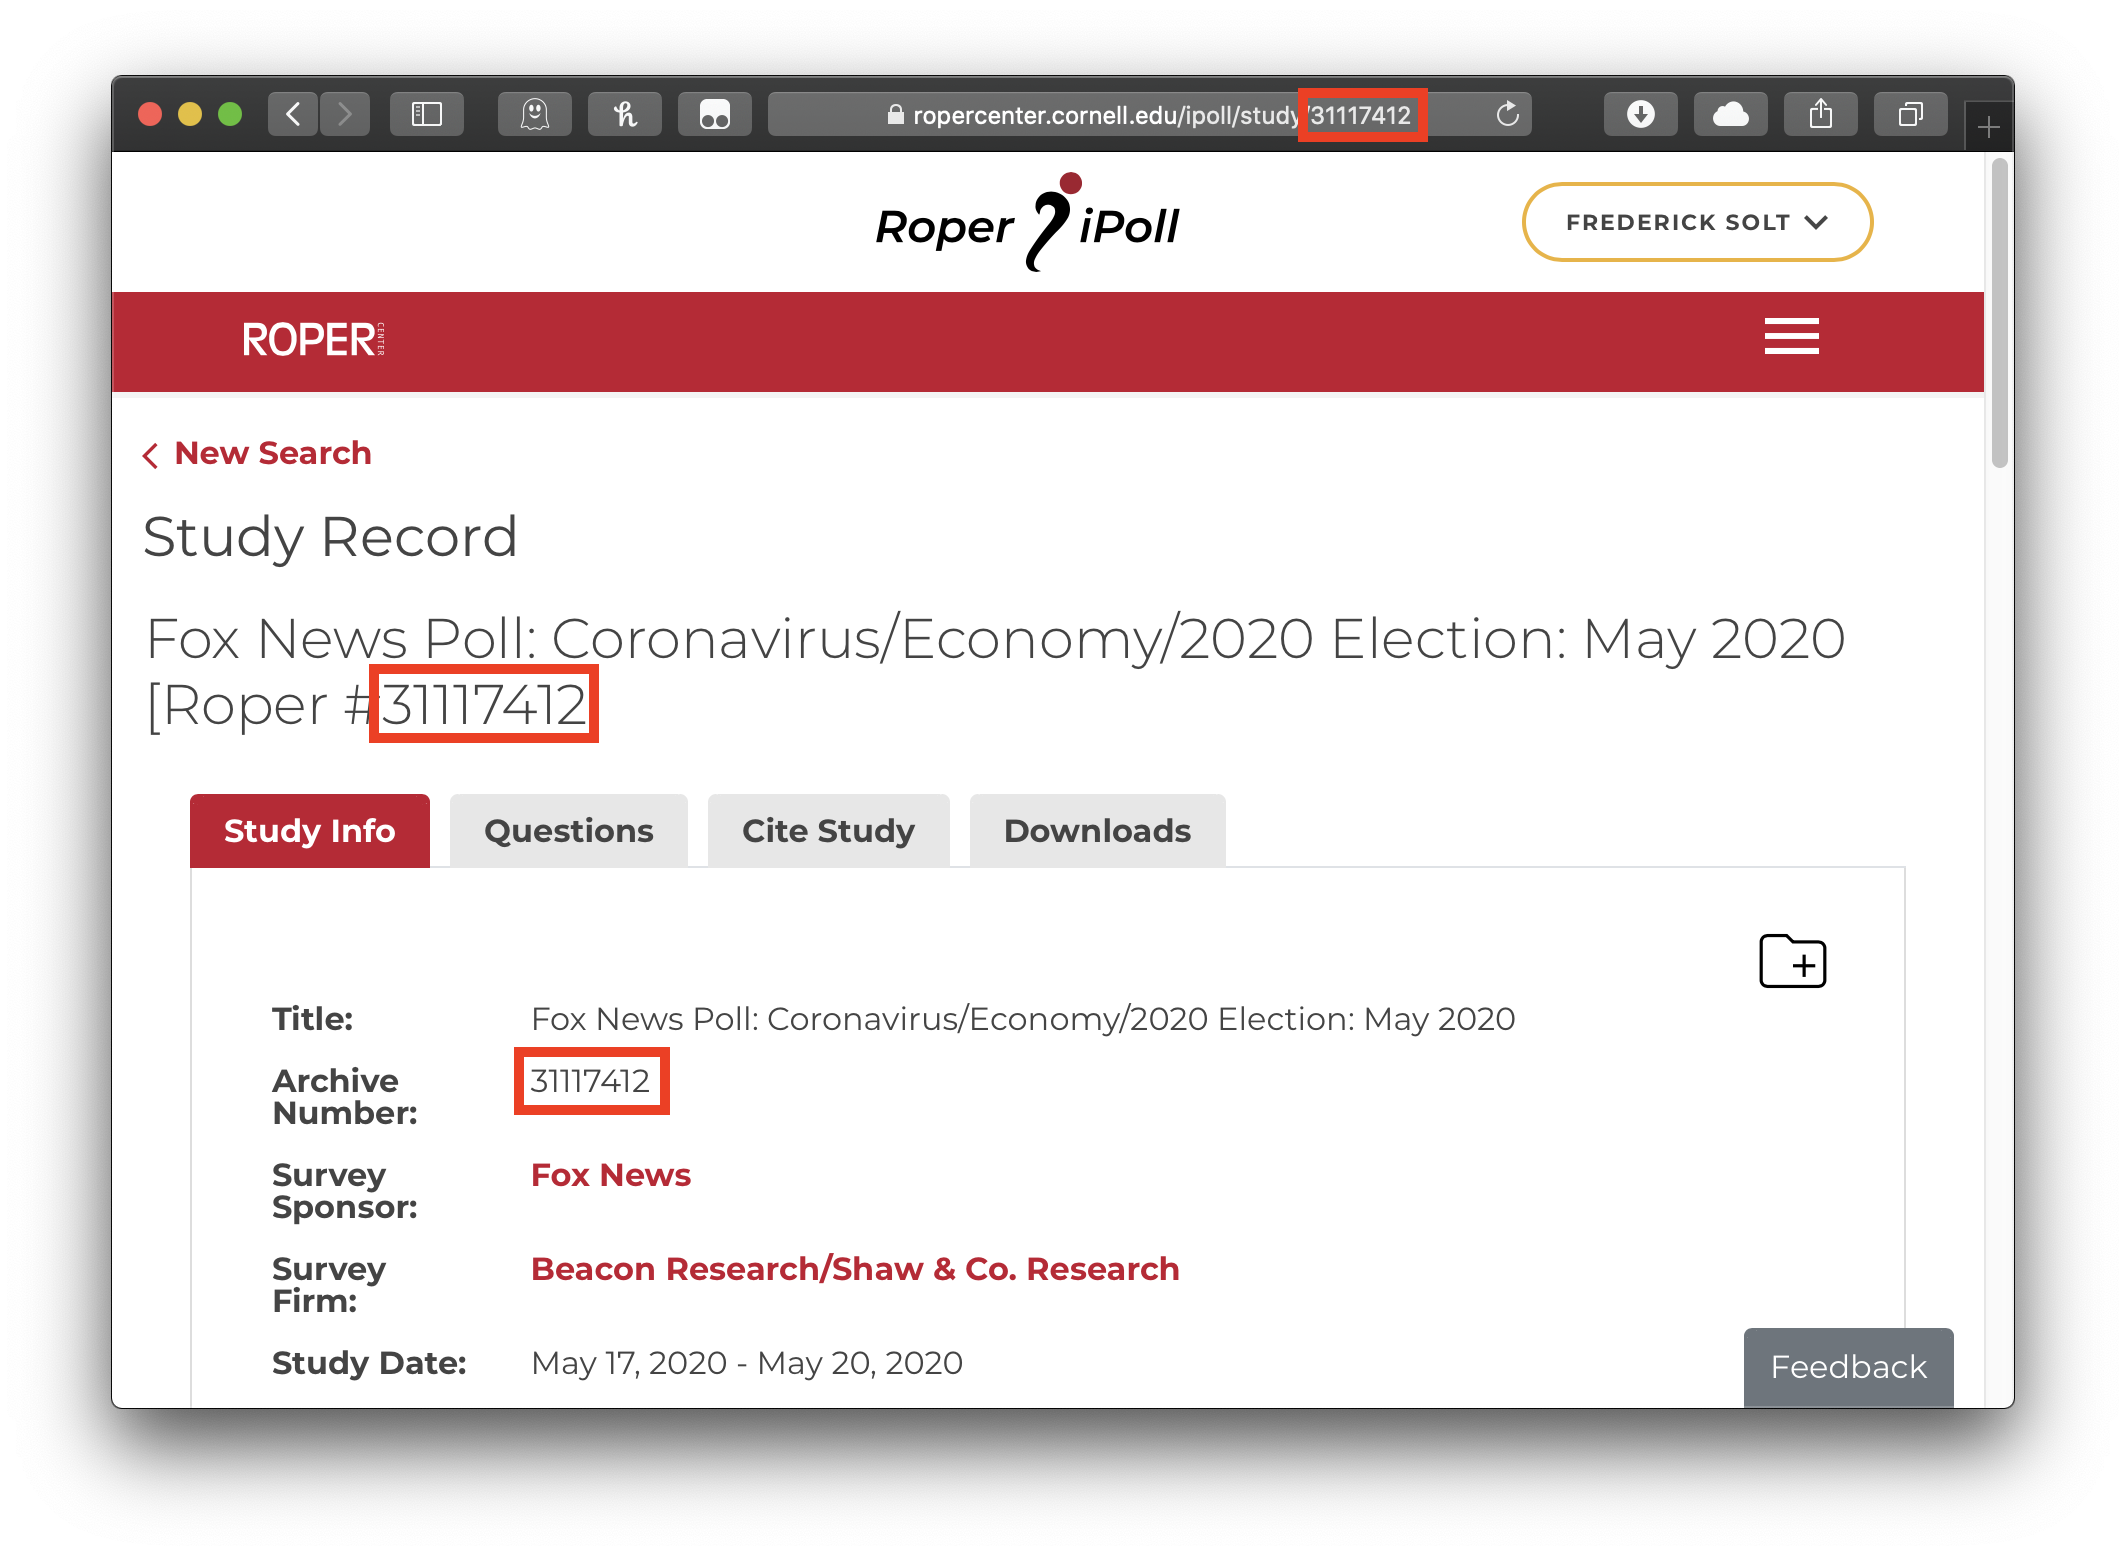 ropercenter.cornell.edu/ipoll/study/31117412
Roper iPoll
FREDERICK SOLT
ROPER CENTER
New Search
Study Record
Fox News Poll: Coronavirus/Economy/2020 Election: May 2020
[Roper #31117412
Study Info
Questions
Cite Study
Downloads
Title:
Fox News Poll: Coronavirus/Economy/2020 Election: May 2020
Archive
Number:
31117412
Survey
Sponsor:
Fox News
Survey
Firm:
Beacon Research/Shaw & Co. Research
Study Date:
May 17, 2020 - May 20, 2020
Feedback